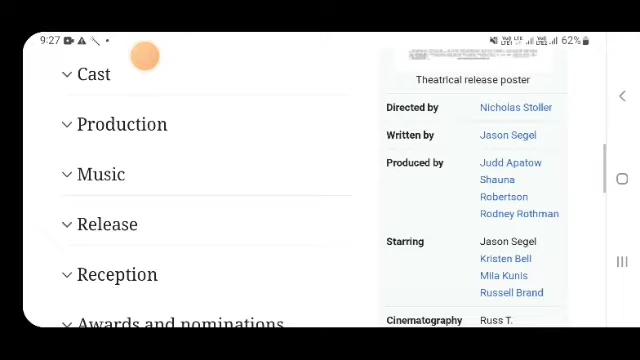 9:27 62%
Cast
Production
Music
Release
Reception
Awards and nominations
Theatrical release poster
Directed by Nicholas Stoller
Written by Jason Segel
Produced by Judd Apatow
Shauna
Robertson
Rodney Rothman
Starring Jason Segel
Kristen Bell
Mila Kunis
Russell Brand
Cinematography Russ T.